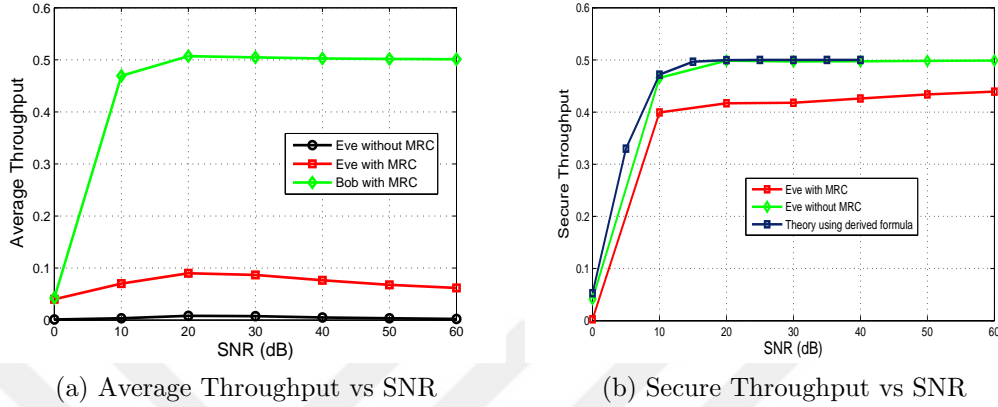 0.6
0.5
0.4
0.3
0.2
0.1
0
Average Throughput
Eve without MRC
Eve with MRC
Bob with MRC
0 10 20 30 40 50 60
SNR (dB)
(a) Average Throughput vs SNR
0.6
0.5
0.4
0.3
0.2
0.1
0
Secure Throughput
Eve with MRC
Eve without MRC
Theory using derived formula
0 10 20 30 40 50 60
SNR (dB)
(b) Secure Throughput vs SNR